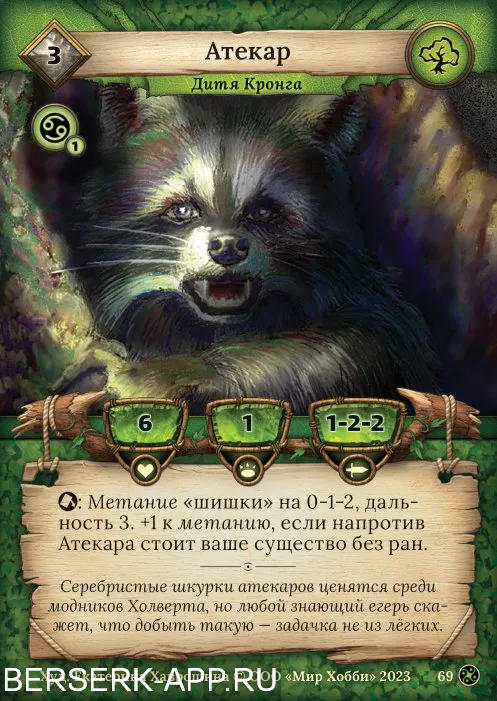 3
Атекар
Дитя Кронга
1
6
1
1-2-2
: Метание «шишки» на 0-1-2, даль-
ность 3. +1 к метанию, если напротив
Атекара стоит ваше существо без ран.
Серебристые шкурки атекаров ценятся среди
модников Холверта, но любой знающий егерь ска-
жет, что добыть такую — задачка не из лёгких.
«Мир Хобби» 2023
69
BERSERK-APP.RU